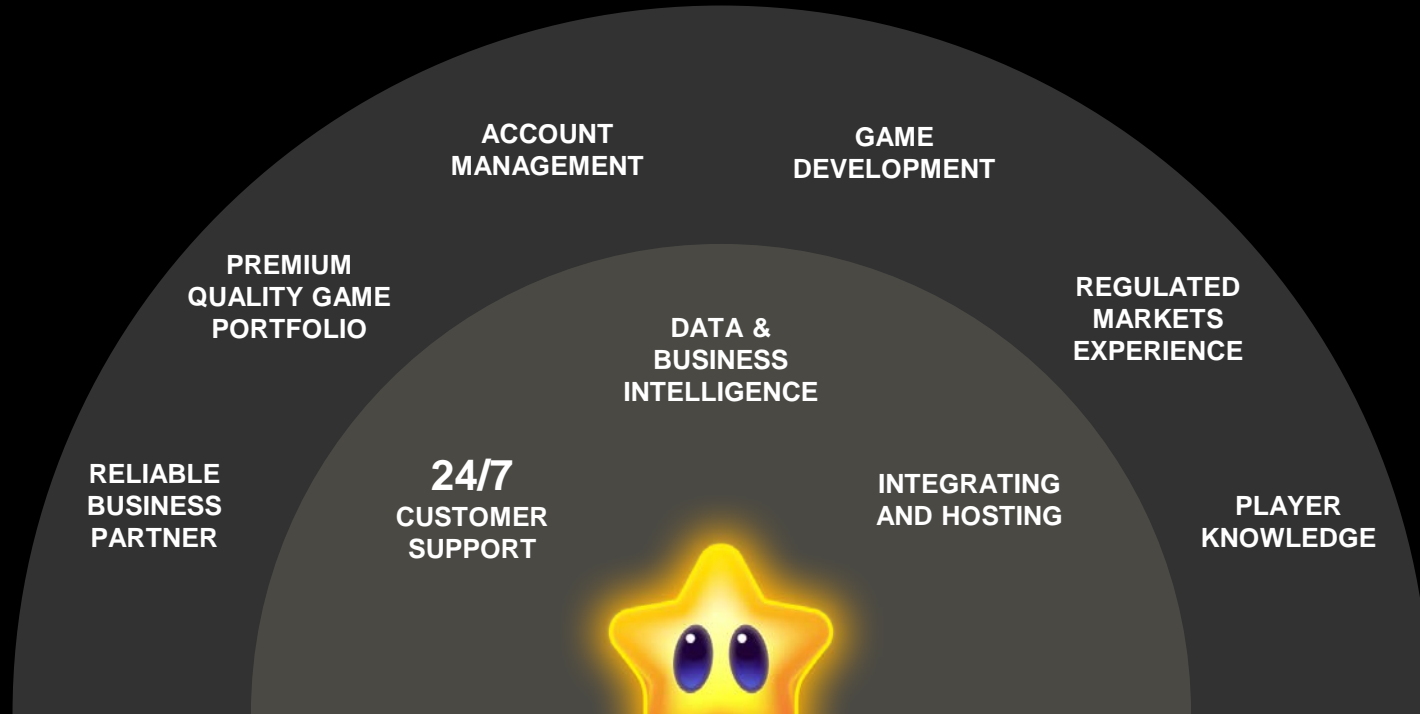 ACCOUNT
MANAGEMENT
GAME
DEVELOPMENT
PREMIUM
QUALITY GAME
PORTFOLIO
REGULATED
MARKETS
EXPERIENCE
DATA &
BUSINESS
INTELLIGENCE
RELIABLE
BUSINESS
PARTNER
24/7
CUSTOMER
SUPPORT
INTEGRATING
AND HOSTING
PLAYER
KNOWLEDGE